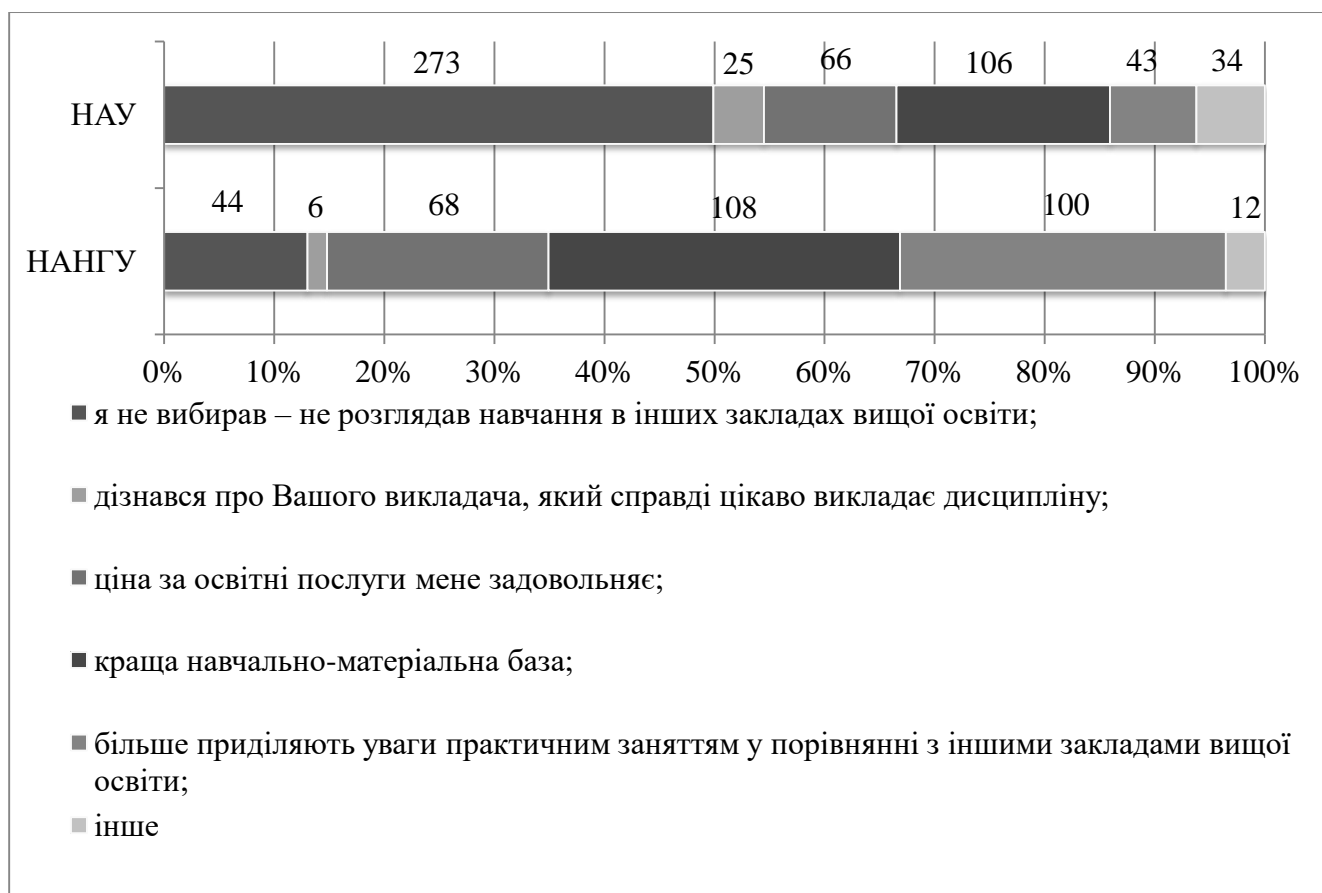 273 25 66 106 43 34
НАУ
44 6 68 108 100 12
НАНГУ
0% 10% 20% 30% 40% 50% 60% 70% 80% 90% 100%
я не вибирав – не розглядав навчання в інших закладах вищої освіти;
дізнався про Вашого викладача, який справді цікаво викладає дисципліну;
ціна за освітні послуги мене задовольняє;
краща навчально-матеріальна база;
більше приділяють уваги практичним заняттям у порівнянні з іншими закладами вищої
освіти;
інше